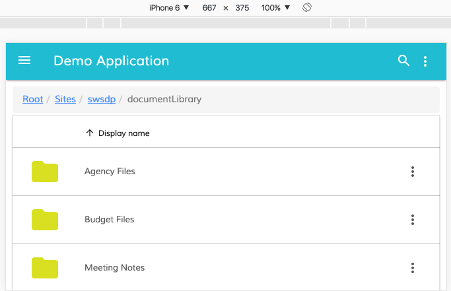 iPhone 6 ▼ 667 × 375 100% ▼
Demo Application
Root / Sites / swsdp / documentLibrary
↑ Display name
Agency Files
Budget Files
Meeting Notes